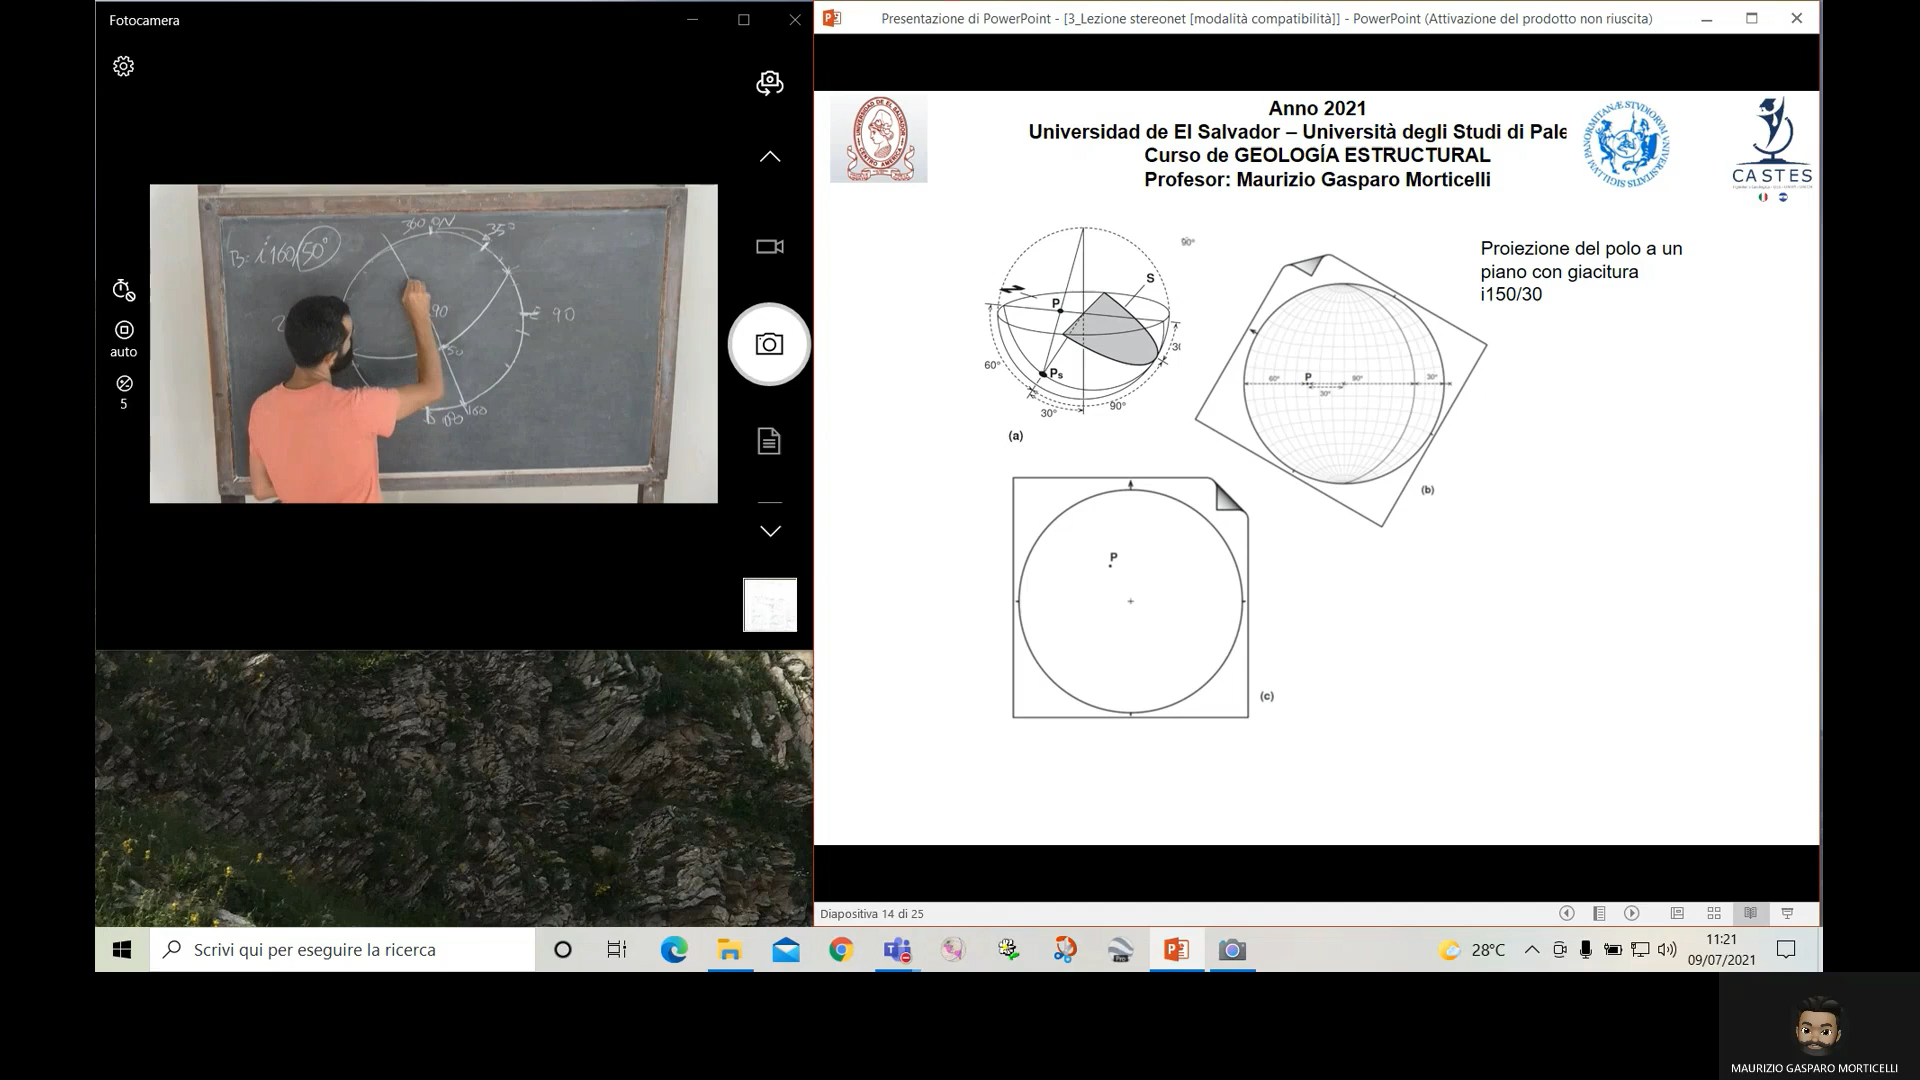 Fotocamera
auto
5
B: i 160/50°
360 0/N
35°
90
E 90
50
180
160
Presentazione di PowerPoint - [3_Lezione stereonet [modalità compatibilità]] - PowerPoint (Attivazione del prodotto non riuscita)
Anno 2021
Universidad de El Salvador – Università degli Studi di Pale
Curso de GEOLOGÍA ESTRUCTURAL
Profesor: Maurizio Gasparo Morticelli
CASTES
Proiezione del polo a un
piano con giacitura
i150/30
90°
S
P
N
60°
Ps
30°
90°
(a)
60°
P
90°
30°
30°
(b)
P
(c)
Diapositiva 14 di 25
Scrivi qui per eseguire la ricerca
28°C
11:21
09/07/2021
MAURIZIO GASPARO MORTICELLI